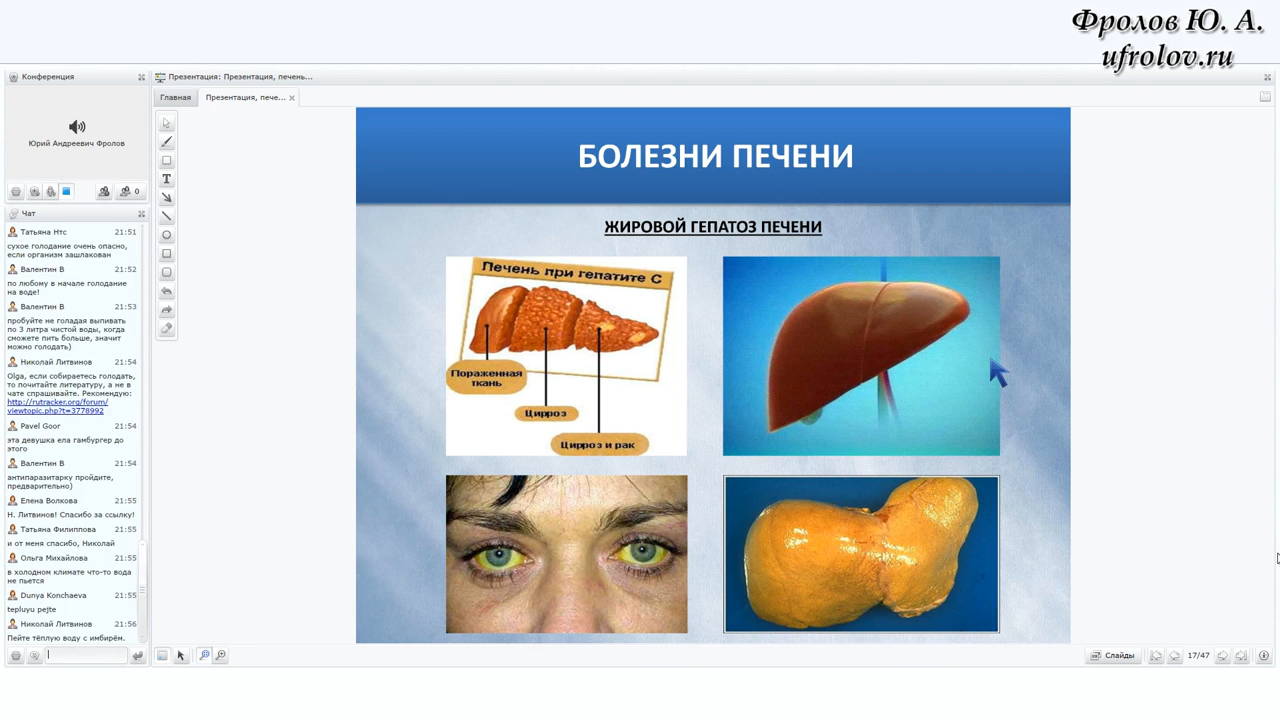 Фролов Ю. А.
ufrolov.ru
Конференция
Юрий Андреевич Фролов
0
Чат
Татьяна Нтс 21:51
сухое голодание очень опасно,
если организм зашлакован
Валентин В 21:52
по любому в начале голодание
на воде!
Валентин В 21:53
пробуйте не голодая выпивать
по 3 литра чистой воды, когда
сможете пить больше, значит
можно голодать)
Николай Литвинов 21:54
Olga, если собираетесь голодать,
то почитайте литературу, а не в
чате спрашивайте. Рекомендую:
http://rutracker.org/forum/
viewtopic.php?t=3778992
Pavel Goor 21:54
эта девушка ела гамбургер до
этого
Валентин В 21:54
антипаразитарку пройдите,
предварительно)
Елена Волкова 21:55
Н. Литвинов! Спасибо за ссылку!
Татьяна Филиппова 21:55
и от меня спасибо, Николай
Ольга Михайлова 21:55
в холодном климате что-то вода
не пьется
Dunya Konchaeva 21:55
tepluyu pejte
Николай Литвинов 21:56
Пейте тёплую воду с имбирём.
Презентация: Презентация, печень...
Главная
Презентация, пече...
T
БОЛЕЗНИ ПЕЧЕНИ
ЖИРОВОЙ ГЕПАТОЗ ПЕЧЕНИ
Печень при гепатите С
Пораженная
ткань
Цирроз
Цирроз и рак
Слайды
17/47